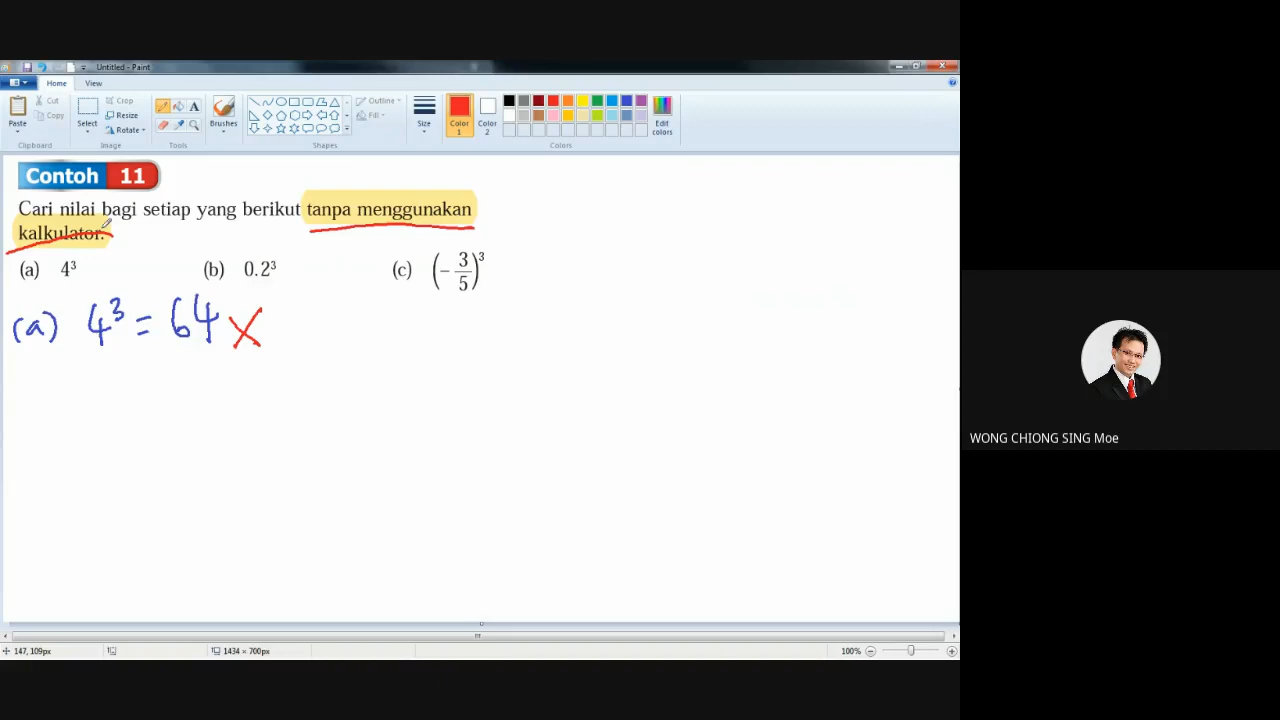 Untitled - Paint
Home View
Cut
Copy
Paste
Clipboard
Select
Crop
Resize
Rotate
Image
A
Tools
Brushes
Outline
Fill
Shapes
Size
Color 1
Color 2
Edit colors
Colors
Contoh 11
Cari nilai bagi setiap yang berikut tanpa menggunakan
kalkulator.
(a) 4³ (b) 0.2³ (c) (−3/5)³
(a) 4³ = 64 X
WONG CHIONG SING Moe
147, 109px 1434 × 700px 100%